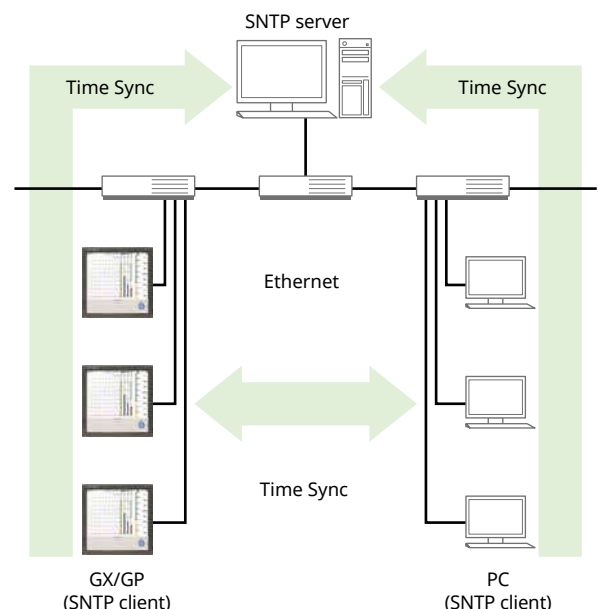 SNTP server
Time Sync
Time Sync
Ethernet
Time Sync
GX/GP
(SNTP client)
PC
(SNTP client)